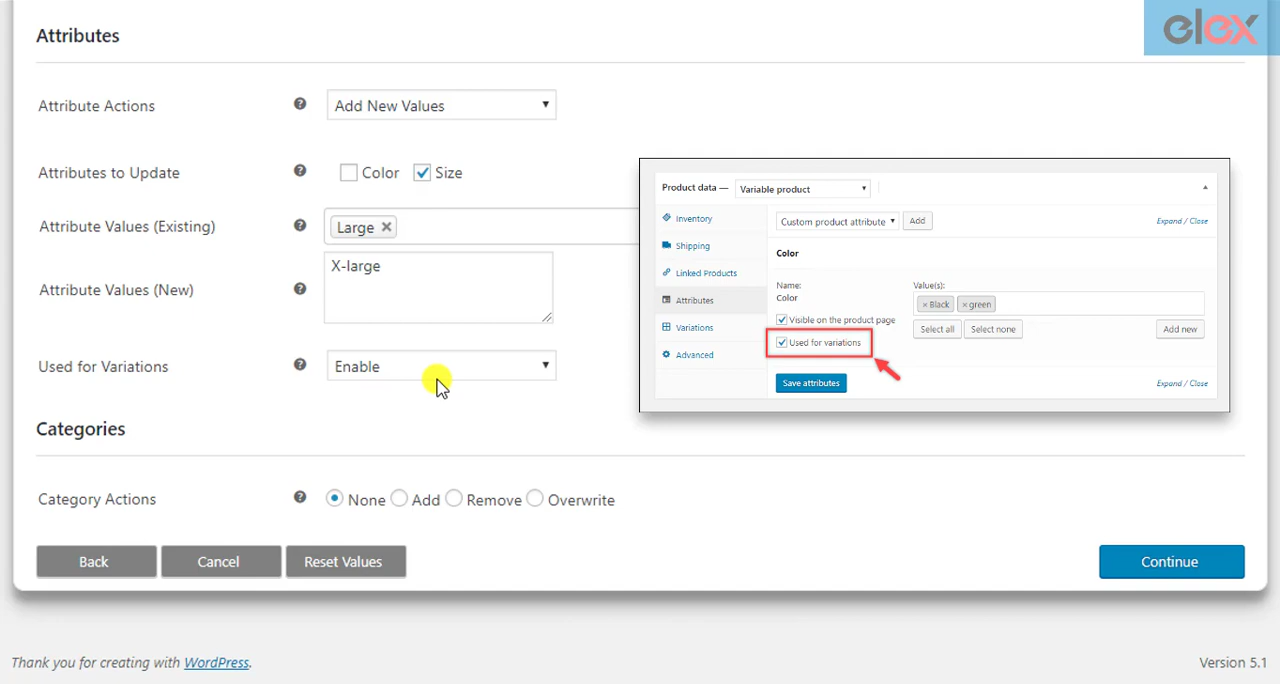 elex
Attributes
Attribute Actions
Add New Values
Attributes to Update
Color
Size
Attribute Values (Existing)
Large
Attribute Values (New)
X-large
Used for Variations
Enable
Product data —
Variable product
Inventory
Shipping
Linked Products
Attributes
Variations
Advanced
Custom product attribute
Add
Expand / Close
Color
Name:
Color
Value(s):
× Black
× green
Visible on the product page
Select all
Select none
Add new
Used for variations
Save attributes
Expand / Close
Categories
Category Actions
None
Add
Remove
Overwrite
Back
Cancel
Reset Values
Continue
Thank you for creating with WordPress.
Version 5.1